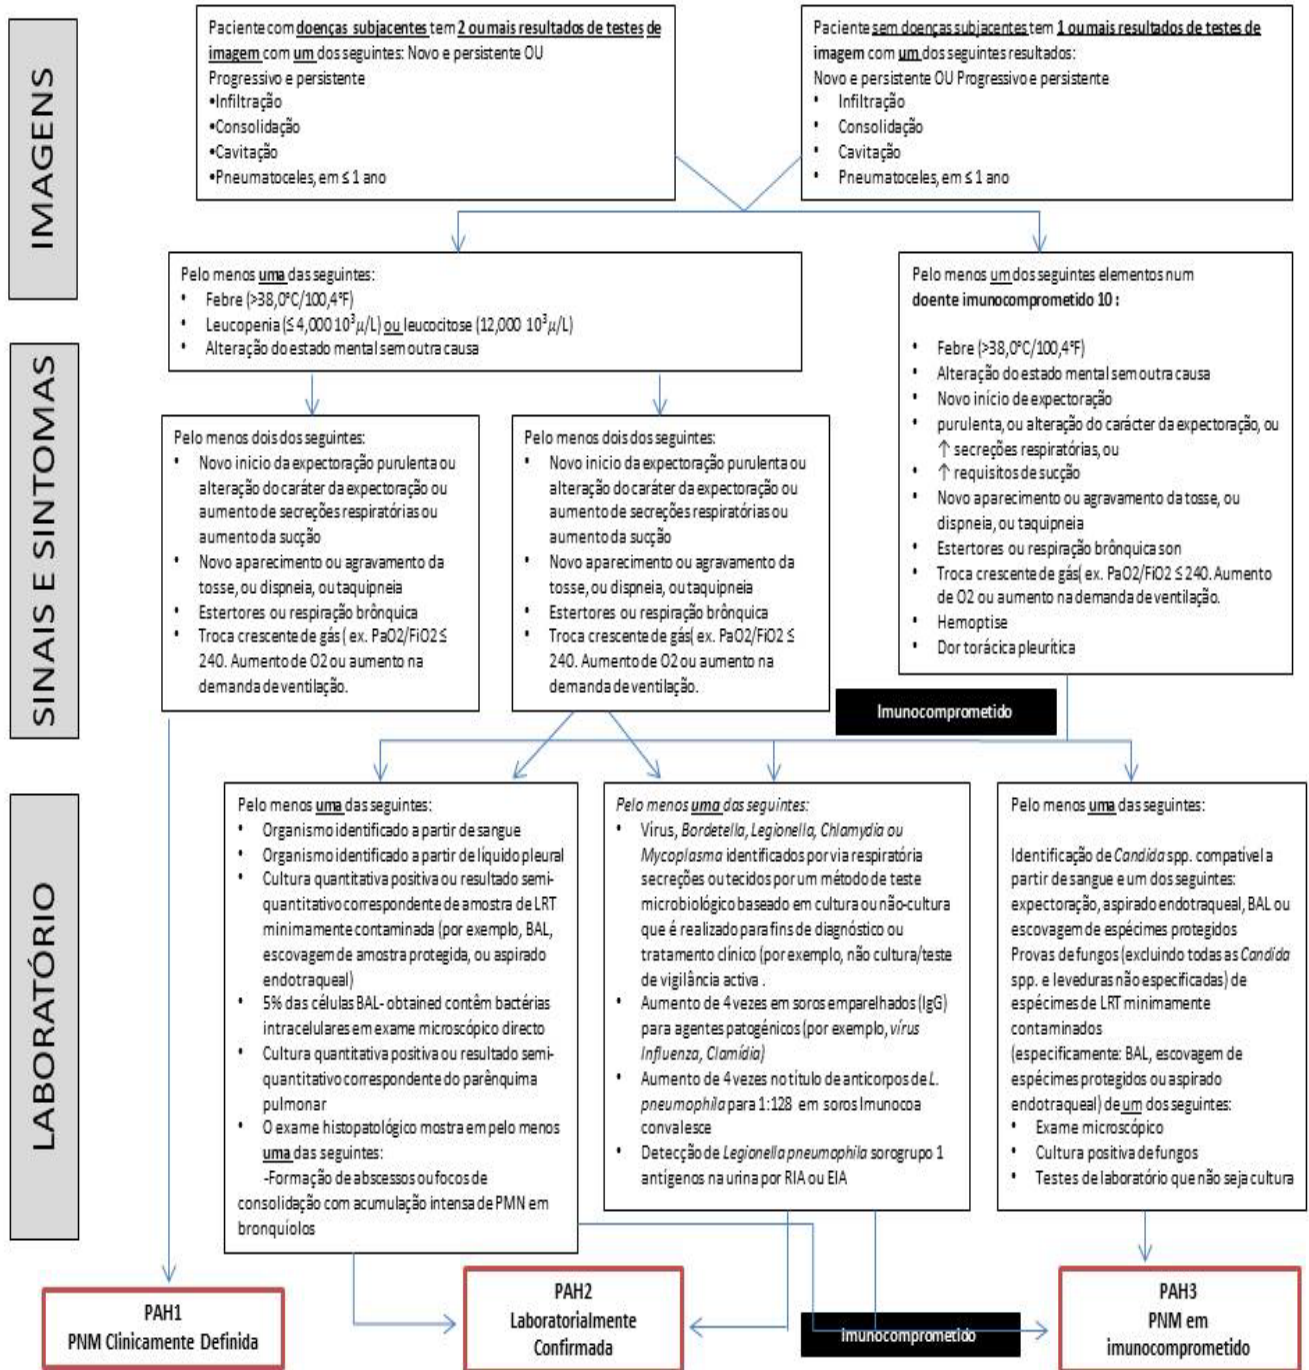 IMAGENS
Paciente com doenças subjacentes tem 2 ou mais resultados de testes de
imagem com um dos seguintes: Novo e persistente OU
Progressivo e persistente
•Infiltração
•Consolidação
•Cavitação
•Pneumatoceles, em ≤ 1 ano
Paciente sem doenças subjacentes tem 1 ou mais resultados de testes de
imagem com um dos seguintes resultados:
Novo e persistente OU Progressivo e persistente
• Infiltração
• Consolidação
• Cavitação
• Pneumatoceles, em ≤ 1 ano
SINAIS E SINTOMAS
Pelo menos uma das seguintes:
• Febre (>38,0°C/100,4°F)
• Leucopenia (≤ 4,000 10³ µ/L) ou leucocitose (12,000 10³ µ/L)
• Alteração do estado mental sem outra causa
Pelo menos dois dos seguintes:
• Novo inicio da expectoração purulenta ou
alteração do caráter da expectoração ou
aumento de secreções respiratórias ou
aumento da sucção
• Novo aparecimento ou agravamento da
tosse, ou dispneia, ou taquipneia
• Estertores ou respiração brônquica
• Troca crescente de gás( ex. PaO2/FiO2 ≤
240. Aumento de O2 ou aumento na
demanda de ventilação.
Pelo menos dois dos seguintes:
• Novo inicio da expectoração purulenta ou
alteração do caráter da expectoração ou
aumento de secreções respiratórias ou
aumento da sucção
• Novo aparecimento ou agravamento da
tosse, ou dispneia, ou taquipneia
• Estertores ou respiração brônquica
• Troca crescente de gás( ex. PaO2/FiO2 ≤
240. Aumento de O2 ou aumento na
demanda de ventilação.
Pelo menos um dos seguintes elementos num
doente imunocomprometido 10 :
• Febre (>38,0°C/100,4°F)
• Alteração do estado mental sem outra causa
• Novo início de expectoração
• purulenta, ou alteração do carácter da expectoração, ou
↑ secreções respiratórias, ou
• ↑ requisitos de sucção
• Novo aparecimento ou agravamento da tosse, ou
dispneia, ou taquipneia
• Estertores ou respiração brônquica son
• Troca crescente de gás( ex. PaO2/FiO2 ≤ 240. Aumento
de O2 ou aumento na demanda de ventilação.
• Hemoptise
• Dor torácica pleurítica
Imunocomprometido
LABORATÓRIO
Pelo menos uma das seguintes:
• Organismo identificado a partir de sangue
• Organismo identificado a partir de líquido pleural
• Cultura quantitativa positiva ou resultado semi-
quantitativo correspondente de amostra de LRT
minimamente contaminada (por exemplo, BAL,
escovagem de amostra protegida, ou aspirado
endotraqueal)
• 5% das células BAL- obtained contêm bactérias
intracelulares em exame microscópico directo
• Cultura quantitativa positiva ou resultado semi-
quantitativo correspondente do parênquima
pulmonar
• O exame histopatológico mostra em pelo menos
uma das seguintes:
-Formação de abscessos ou focos de
consolidação com acumulação intensa de PMN em
bronquíolos
Pelo menos uma das seguintes:
• Vírus, Bordetella, Legionella, Chlamydia ou
Mycoplasma identificados por via respiratória
secreções ou tecidos por um método de teste
microbiológico baseado em cultura ou não-cultura
que é realizado para fins de diagnóstico ou
tratamento clínico (por exemplo, não cultura/teste
de vigilância activa .
• Aumento de 4 vezes em soros emparelhados (IgG)
para agentes patogénicos (por exemplo, vírus
Influenza, Clamídia)
• Aumento de 4 vezes no título de anticorpos de L.
pneumophila para 1:128 em soros Imunocoa
convalesce
• Detecção de Legionella pneumophila sorogrupo 1
antígenos na urina por RIA ou EIA
Pelo menos uma das seguintes:
Identificação de Candida spp. compatível a
partir de sangue e um dos seguintes:
expectoração, aspirado endotraqueal, BAL ou
escovagem de espécimes protegidos
Provas de fungos (excluindo todas as Candida
spp. e leveduras não especificadas) de
espécimes de LRT minimamente
contaminados
(especificamente: BAL, escovagem de
espécimes protegidos ou aspirado
endotraqueal) de um dos seguintes:
• Exame microscópico
• Cultura positiva de fungos
• Testes de laboratório que não seja cultura
PAH1
PNM Clinicamente Definida
PAH2
Laboratorialmente
Confirmada
imunocomprometido
PAH3
PNM em
imunocomprometido